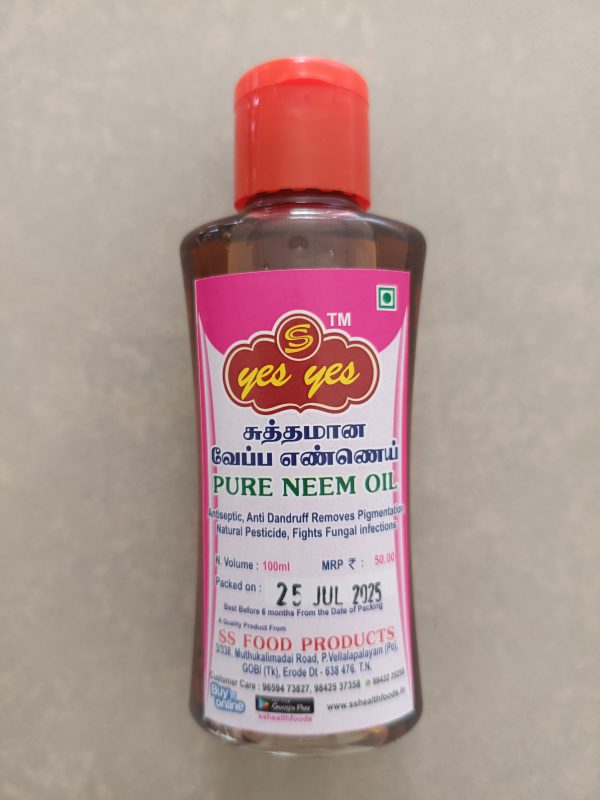 S TM
yes yes
சுத்தமான
வேப்ப எண்ணெய்
PURE NEEM OIL
Antiseptic, Anti Dandruff Removes Pigmentation
Natural Pesticide, Fights Fungal infections
N. Volume : 100ml MRP ₹ : 50.00
Packed on : 25 JUL 2025
Best Before 6 months From the Date of Packing
A Quality Product From
SS FOOD PRODUCTS
3/338, Muthukalimadai Road, P.Vellalapalayam (Po),
GOBI (Tk), Erode Dt - 638 476. T.N.
Customer Care : 96594 73827, 98425 37358 99432
Buy online Google Play www.sshealthfoods.in
sshealthfoods